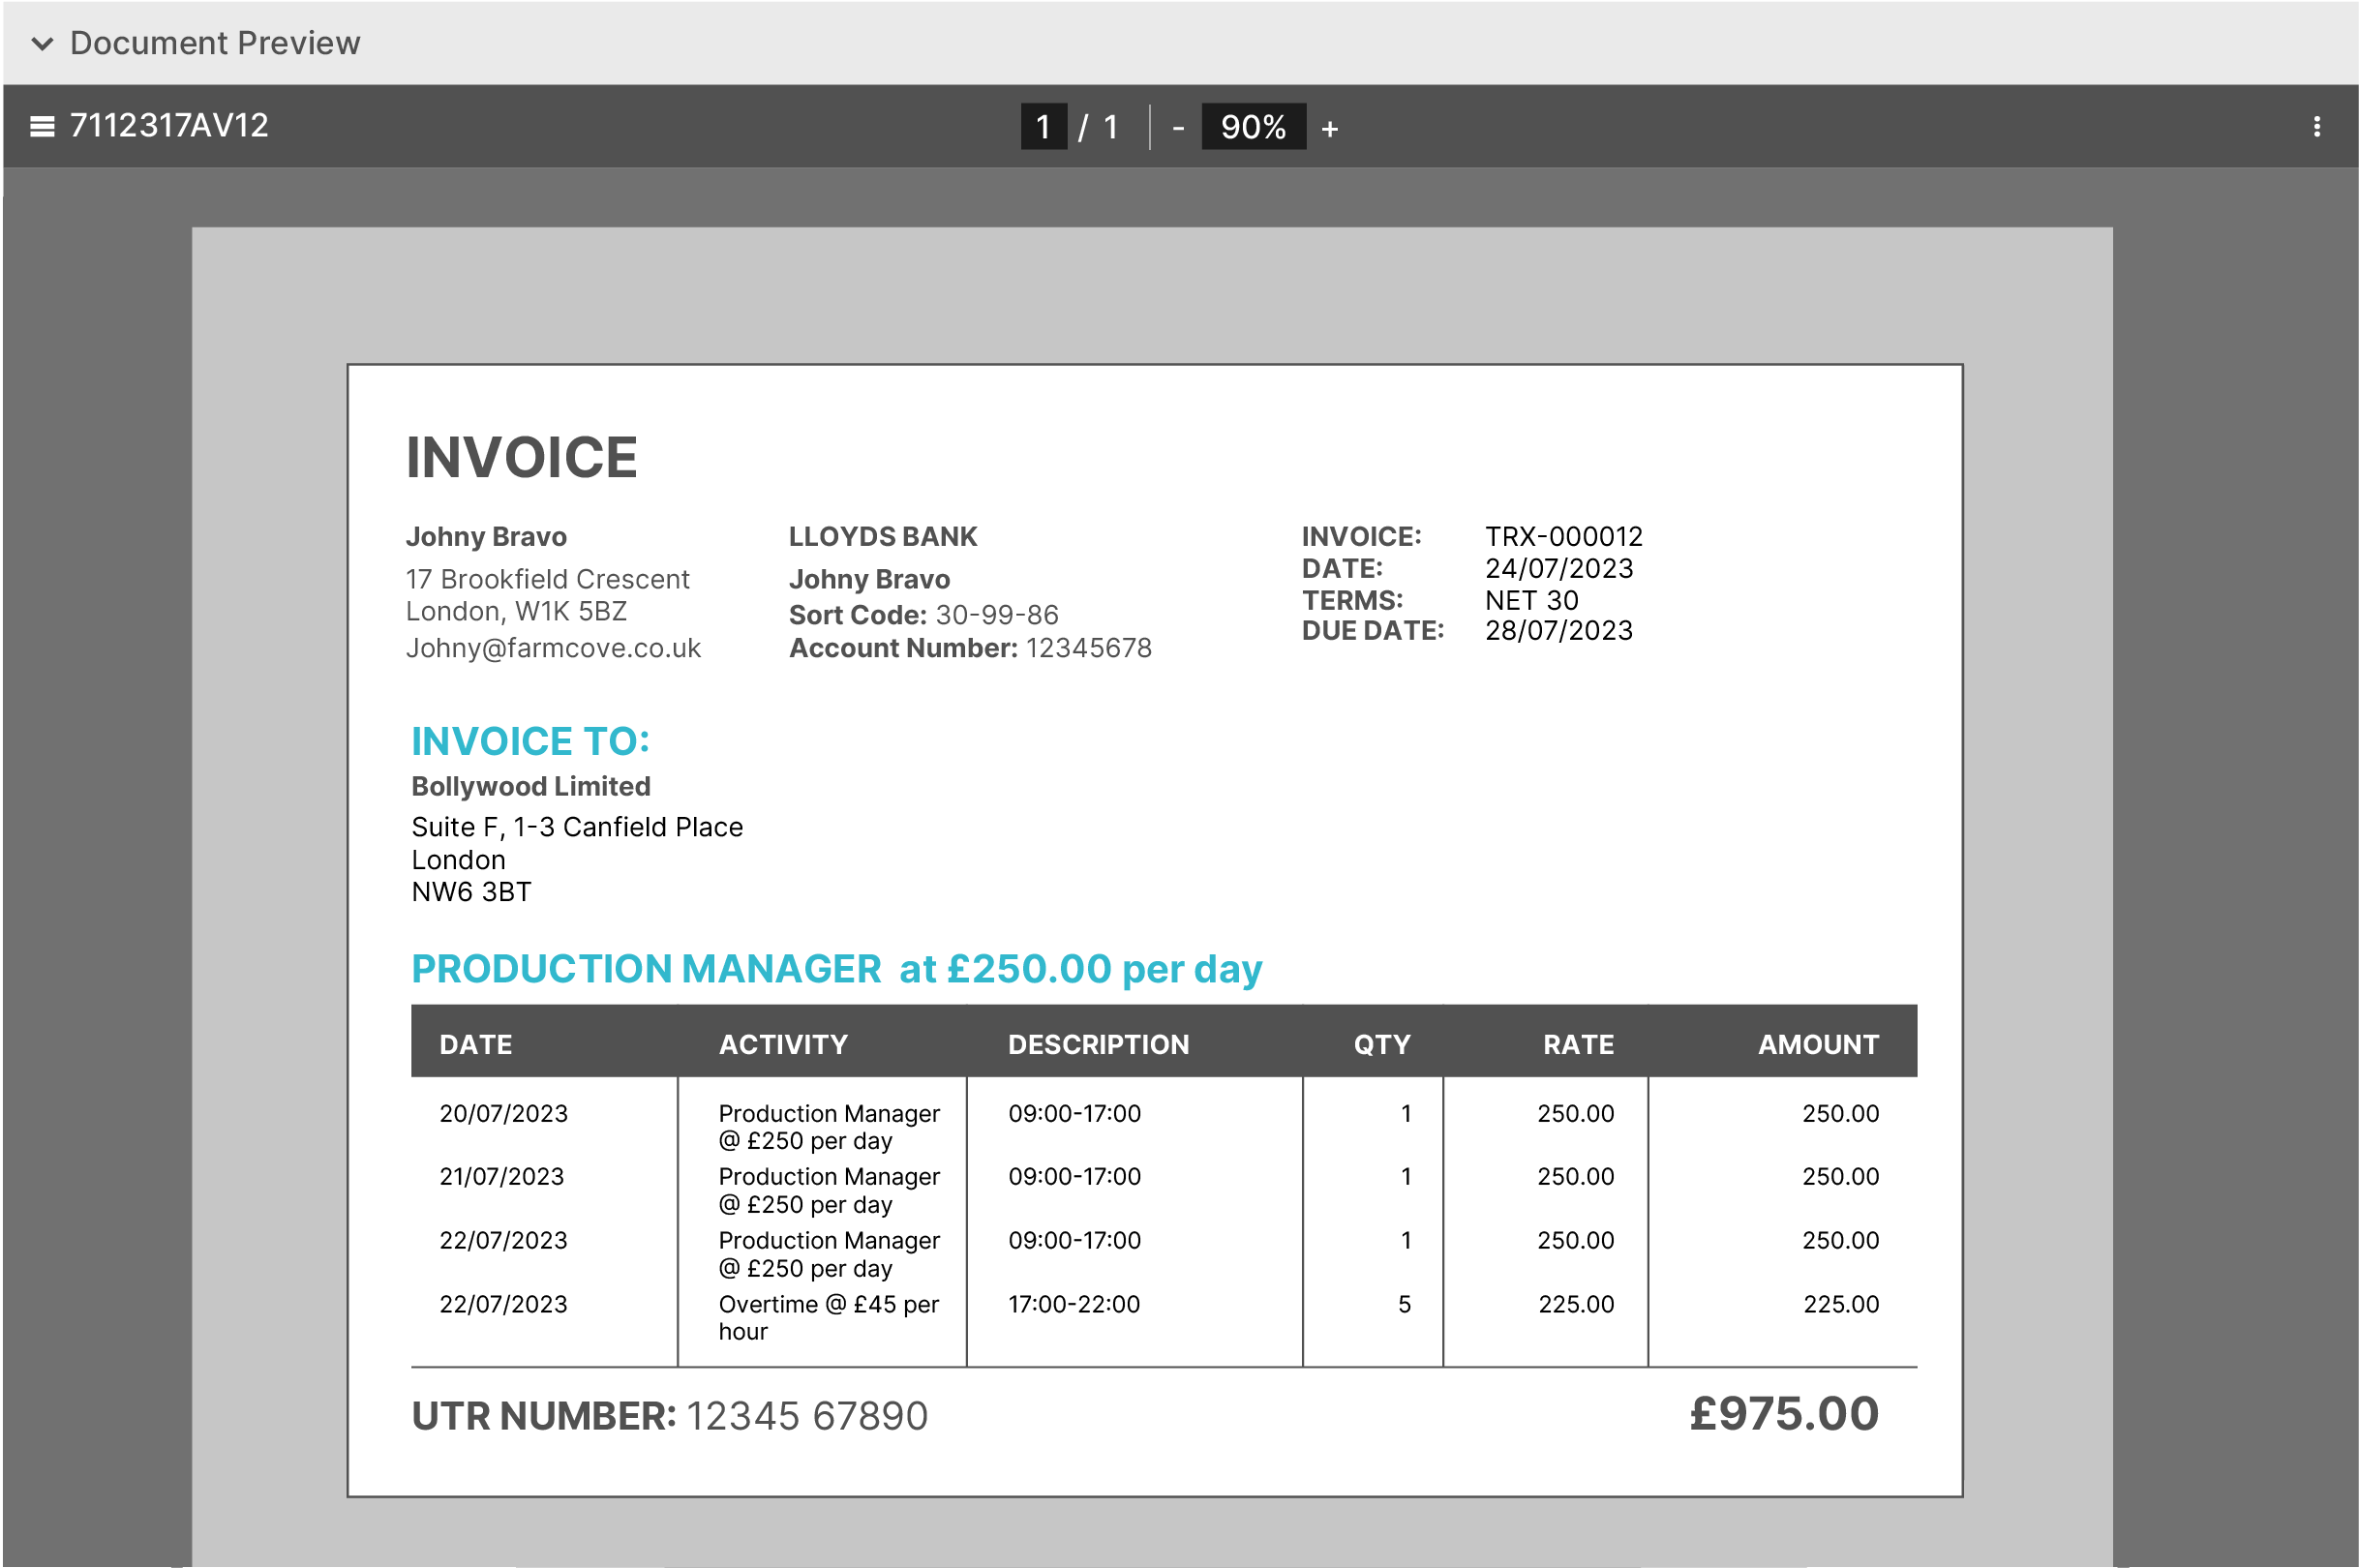 Document Preview
7112317AV12
1 / 1 - 90% +
INVOICE
Johny Bravo
17 Brookfield Crescent
London, W1K 5BZ
Johny@farmcove.co.uk
LLOYDS BANK
Johny Bravo
Sort Code: 30-99-86
Account Number: 12345678
INVOICE: TRX-000012
DATE: 24/07/2023
TERMS: NET 30
DUE DATE: 28/07/2023
INVOICE TO:
Bollywood Limited
Suite F, 1-3 Canfield Place
London
NW6 3BT
PRODUCTION MANAGER at £250.00 per day
DATE ACTIVITY DESCRIPTION QTY RATE AMOUNT
20/07/2023 Production Manager 09:00-17:00 1 250.00 250.00
@ £250 per day
21/07/2023 Production Manager 09:00-17:00 1 250.00 250.00
@ £250 per day
22/07/2023 Production Manager 09:00-17:00 1 250.00 250.00
@ £250 per day
22/07/2023 Overtime @ £45 per 17:00-22:00 5 225.00 225.00
hour
UTR NUMBER: 12345 67890 £975.00